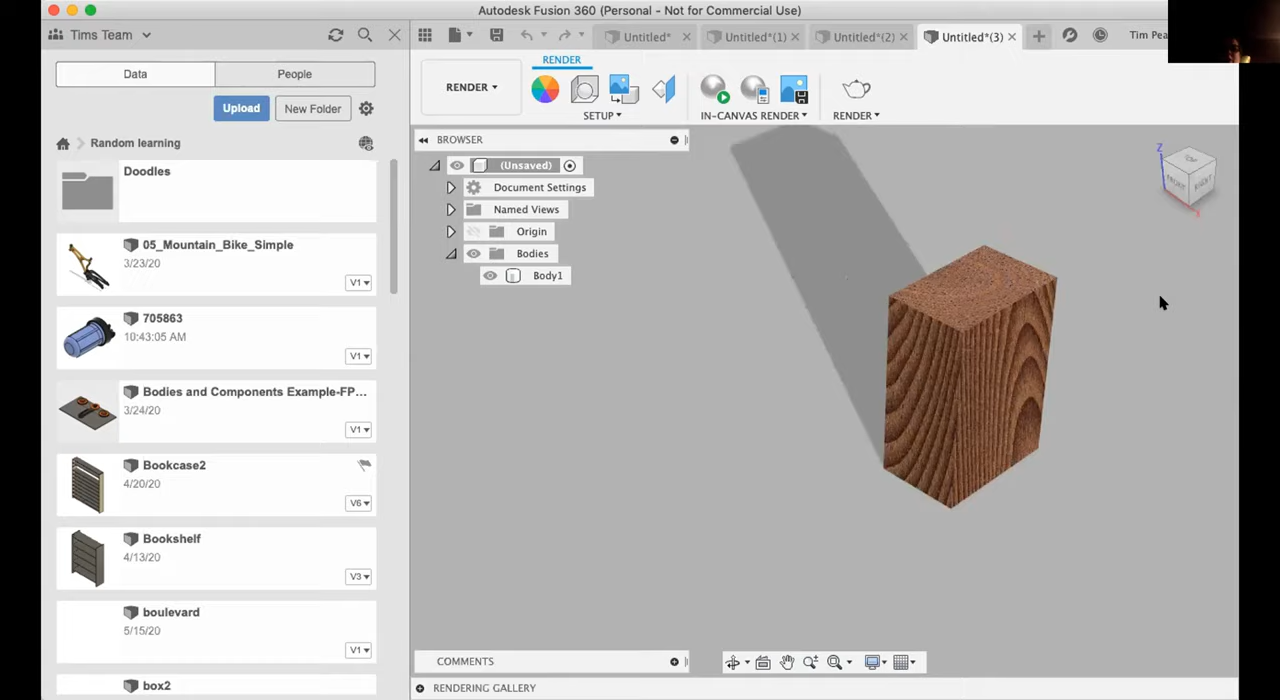 Autodesk Fusion 360 (Personal - Not for Commercial Use)
Tims Team
Untitled*
Untitled*(1)
Untitled*(2)
Untitled*(3)
Tim Pea
Data
People
RENDER
RENDER
SETUP
IN-CANVAS RENDER
RENDER
Upload
New Folder
Random learning
BROWSER
(Unsaved)
Document Settings
Named Views
Origin
Bodies
Body1
Doodles
05_Mountain_Bike_Simple
3/23/20
V1
705863
10:43:05 AM
V1
Bodies and Components Example-FP...
3/24/20
V1
Bookcase2
4/20/20
V6
Bookshelf
4/13/20
V3
boulevard
5/15/20
V1
box2
Z
TOP
FRONT
RIGHT
X
COMMENTS
RENDERING GALLERY